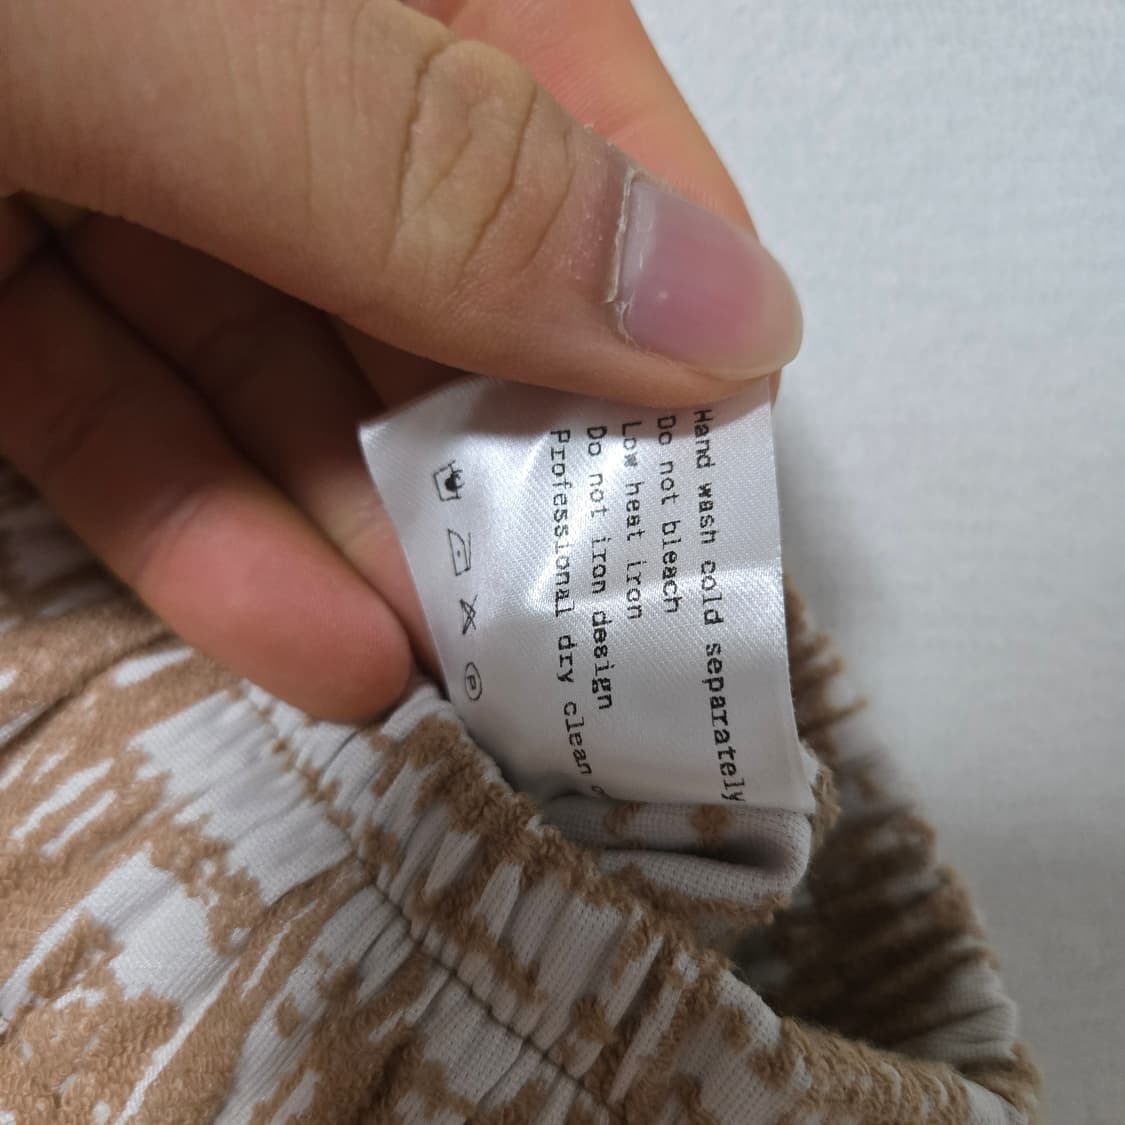 Hand wash cold separately
Do not bleach
Low heat iron
Do not iron design
Professional dry clean
P